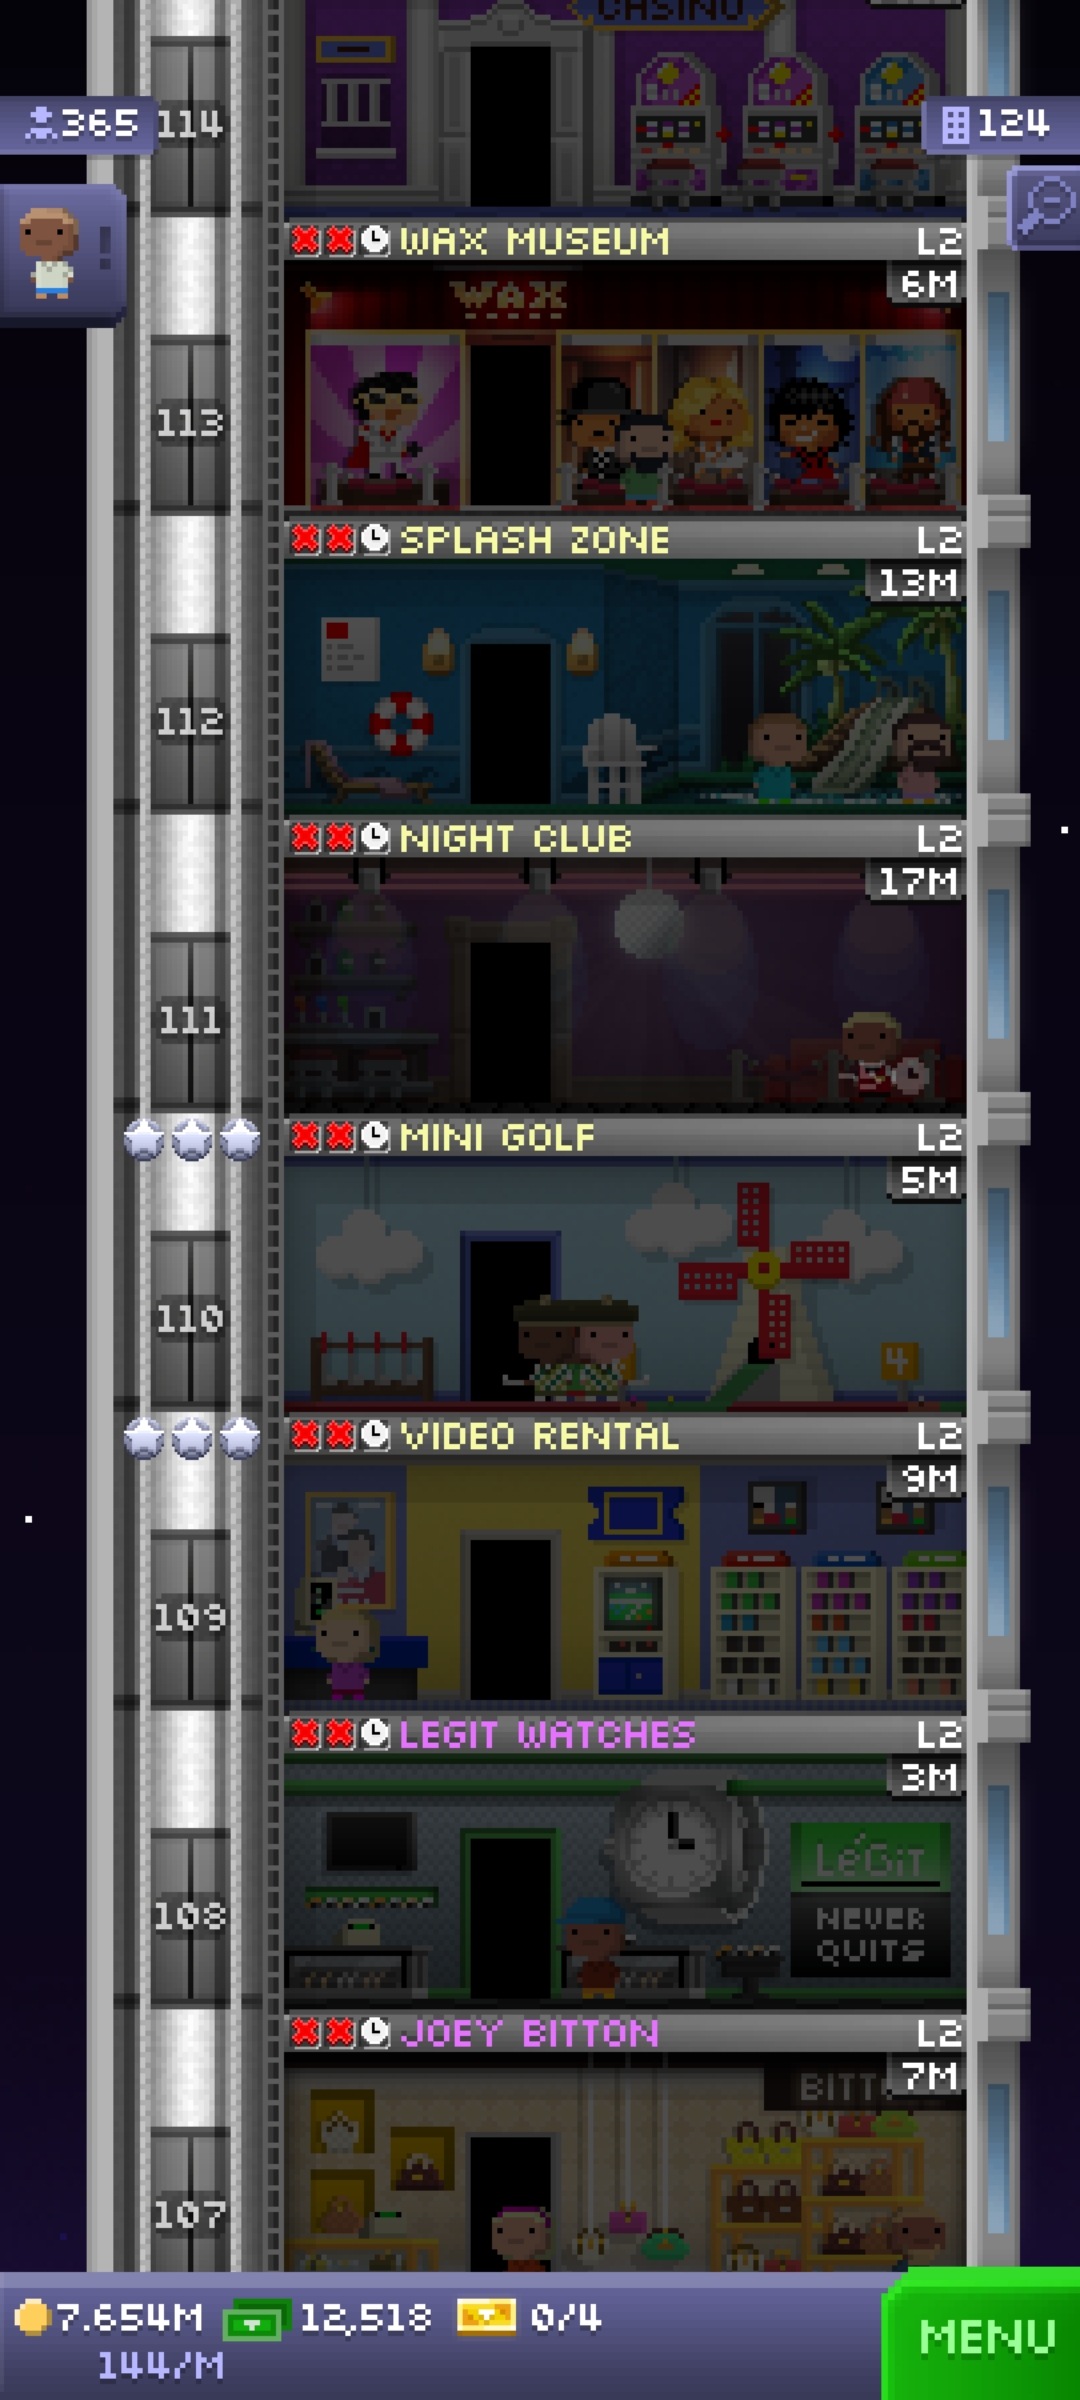 CASINO
365
114
124
WAX MUSEUM L2
6M
WAX
113
SPLASH ZONE L2
13M
112
NIGHT CLUB L2
17M
111
MINI GOLF L2
5M
110
4
VIDEO RENTAL L2
9M
109
LEGIT WATCHES L2
3M
LéGiT
NEVER
QUITS
108
JOEY BITTON L2
7M
BITT
107
7.654M 12,518 0/4
144/M
MENU